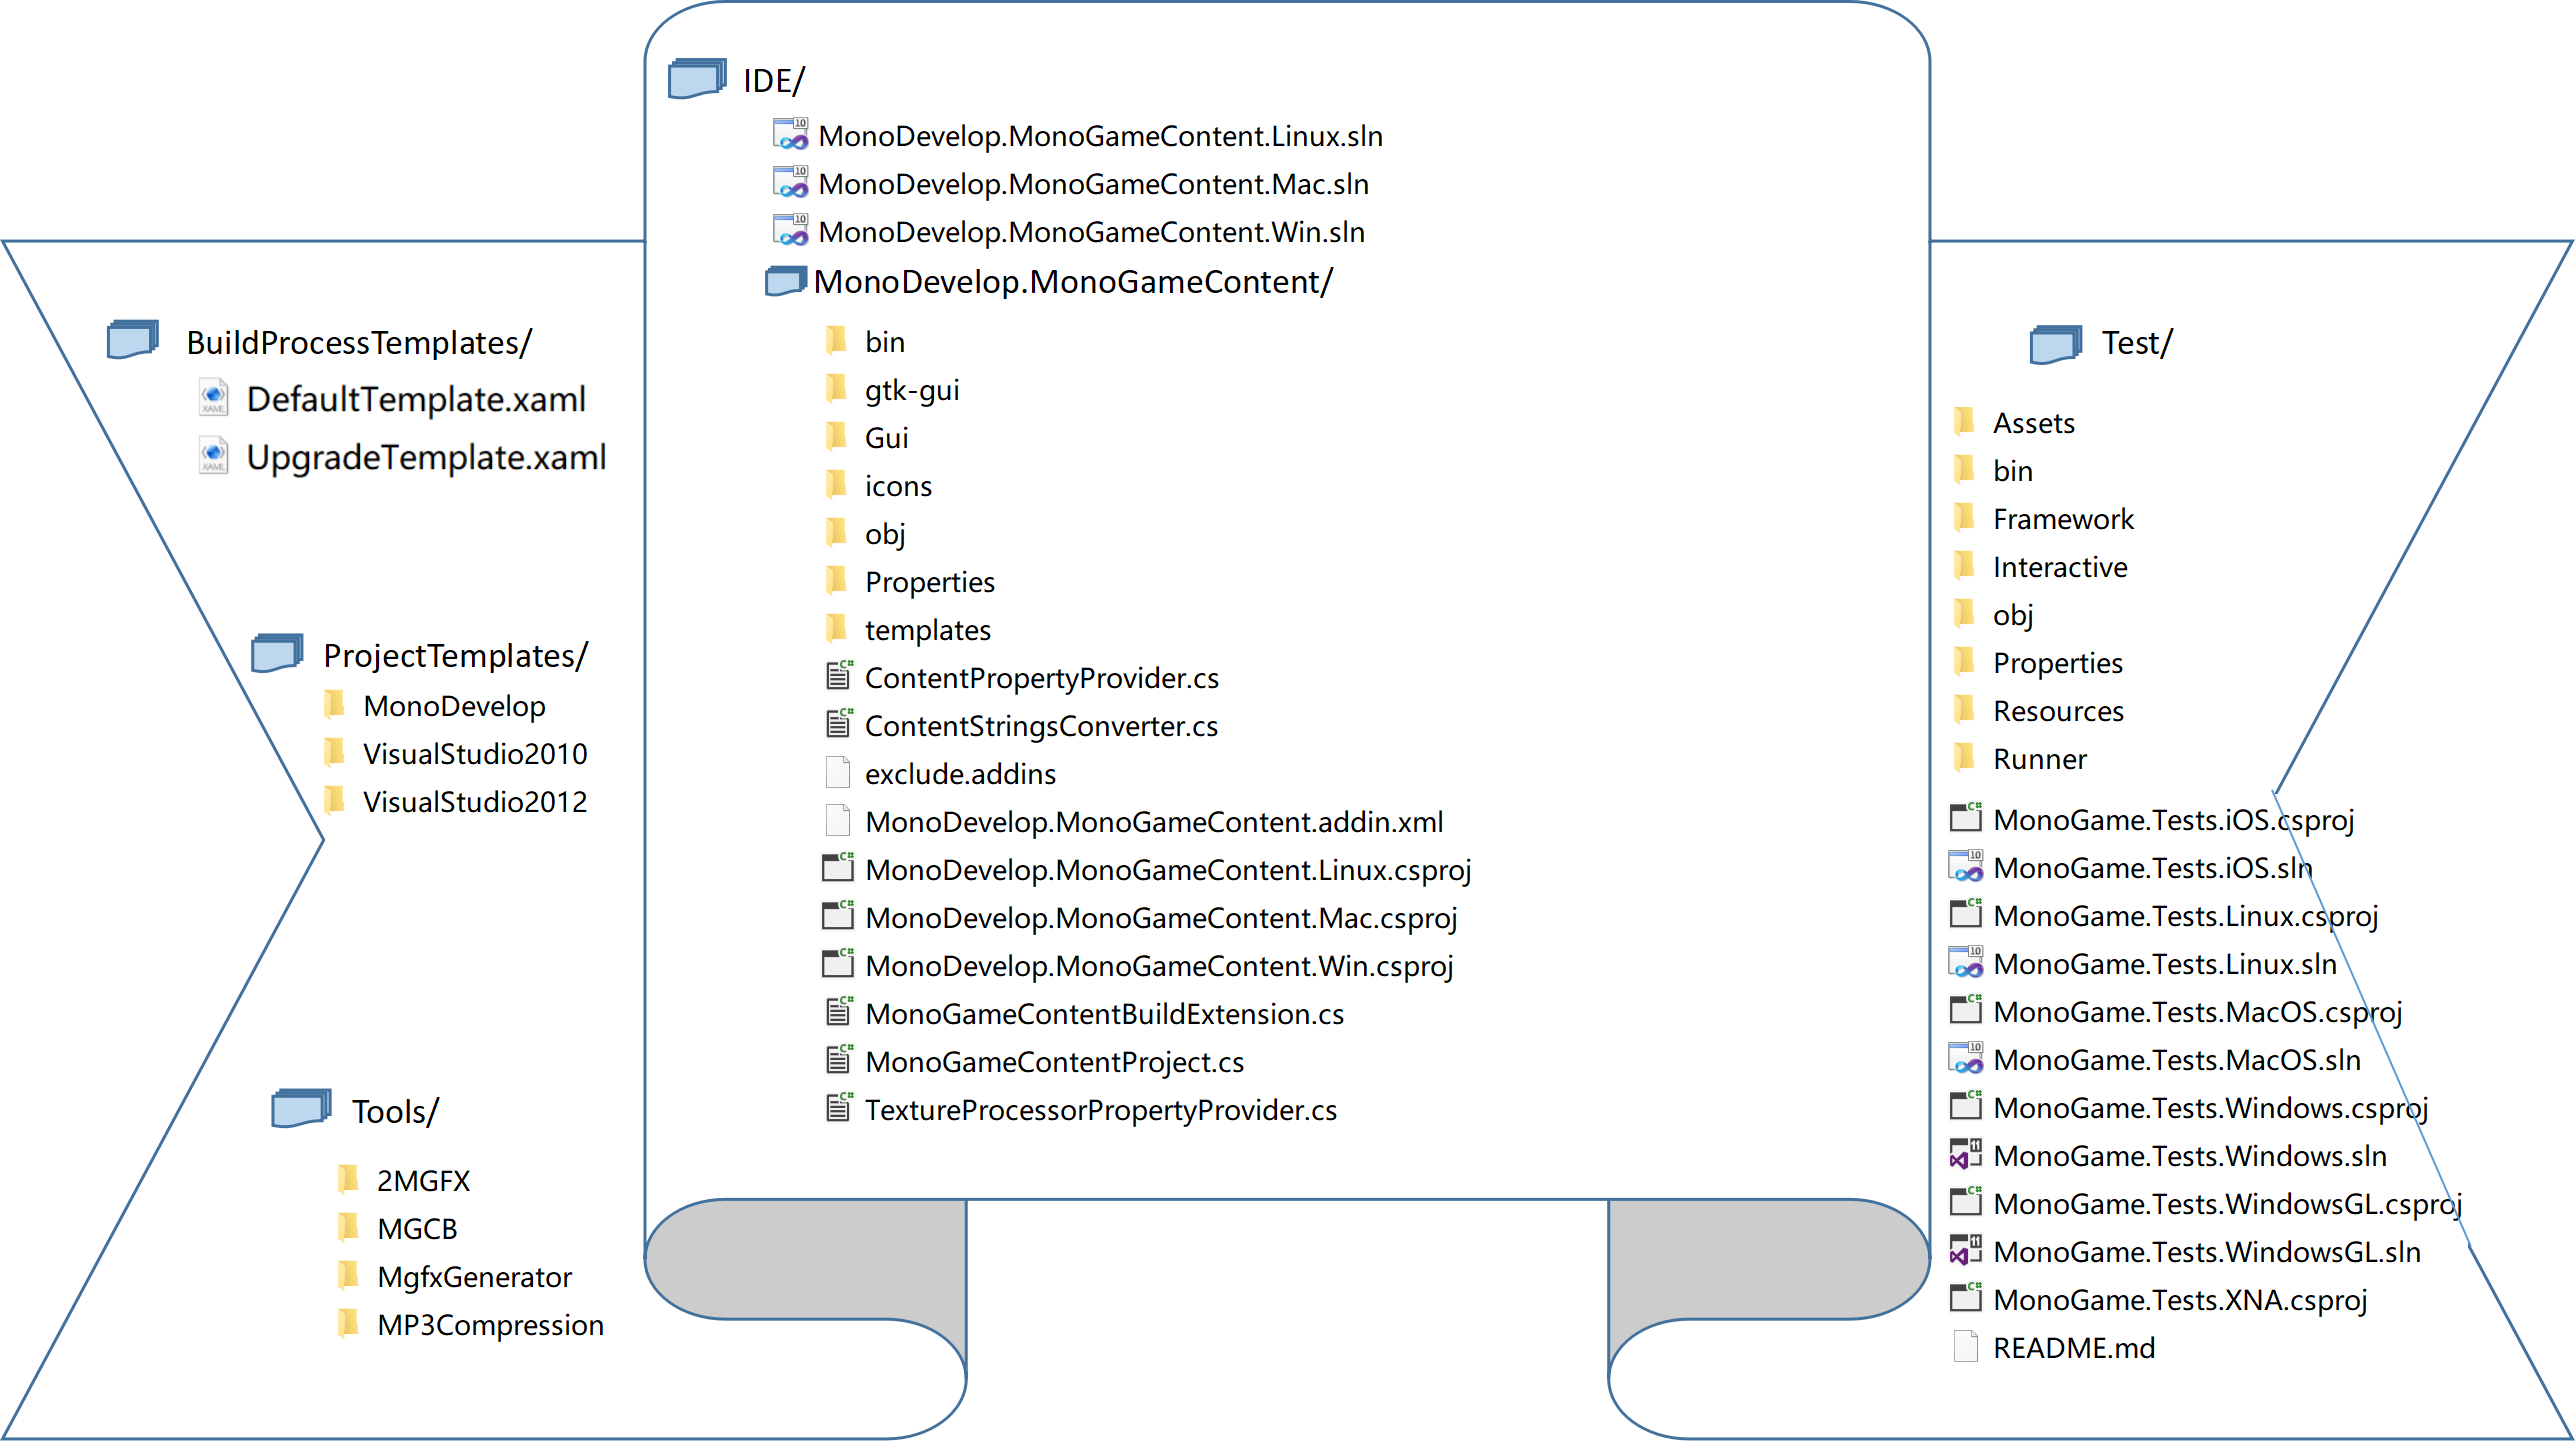 BuildProcessTemplates/
DefaultTemplate.xaml
UpgradeTemplate.xaml
ProjectTemplates/
MonoDevelop
VisualStudio2010
VisualStudio2012
Tools/
2MGFX
MGCB
MgfxGenerator
MP3Compression
IDE/
MonoDevelop.MonoGameContent.Linux.sln
MonoDevelop.MonoGameContent.Mac.sln
MonoDevelop.MonoGameContent.Win.sln
MonoDevelop.MonoGameContent/
bin
gtk-gui
Gui
icons
obj
Properties
templates
ContentPropertyProvider.cs
ContentStringsConverter.cs
exclude.addins
MonoDevelop.MonoGameContent.addin.xml
MonoDevelop.MonoGameContent.Linux.csproj
MonoDevelop.MonoGameContent.Mac.csproj
MonoDevelop.MonoGameContent.Win.csproj
MonoGameContentBuildExtension.cs
MonoGameContentProject.cs
TextureProcessorPropertyProvider.cs
Test/
Assets
bin
Framework
Interactive
obj
Properties
Resources
Runner
MonoGame.Tests.iOS.csproj
MonoGame.Tests.iOS.sln
MonoGame.Tests.Linux.csproj
MonoGame.Tests.Linux.sln
MonoGame.Tests.MacOS.csproj
MonoGame.Tests.MacOS.sln
MonoGame.Tests.Windows.csproj
MonoGame.Tests.Windows.sln
MonoGame.Tests.WindowsGL.csproj
MonoGame.Tests.WindowsGL.sln
MonoGame.Tests.XNA.csproj
README.md